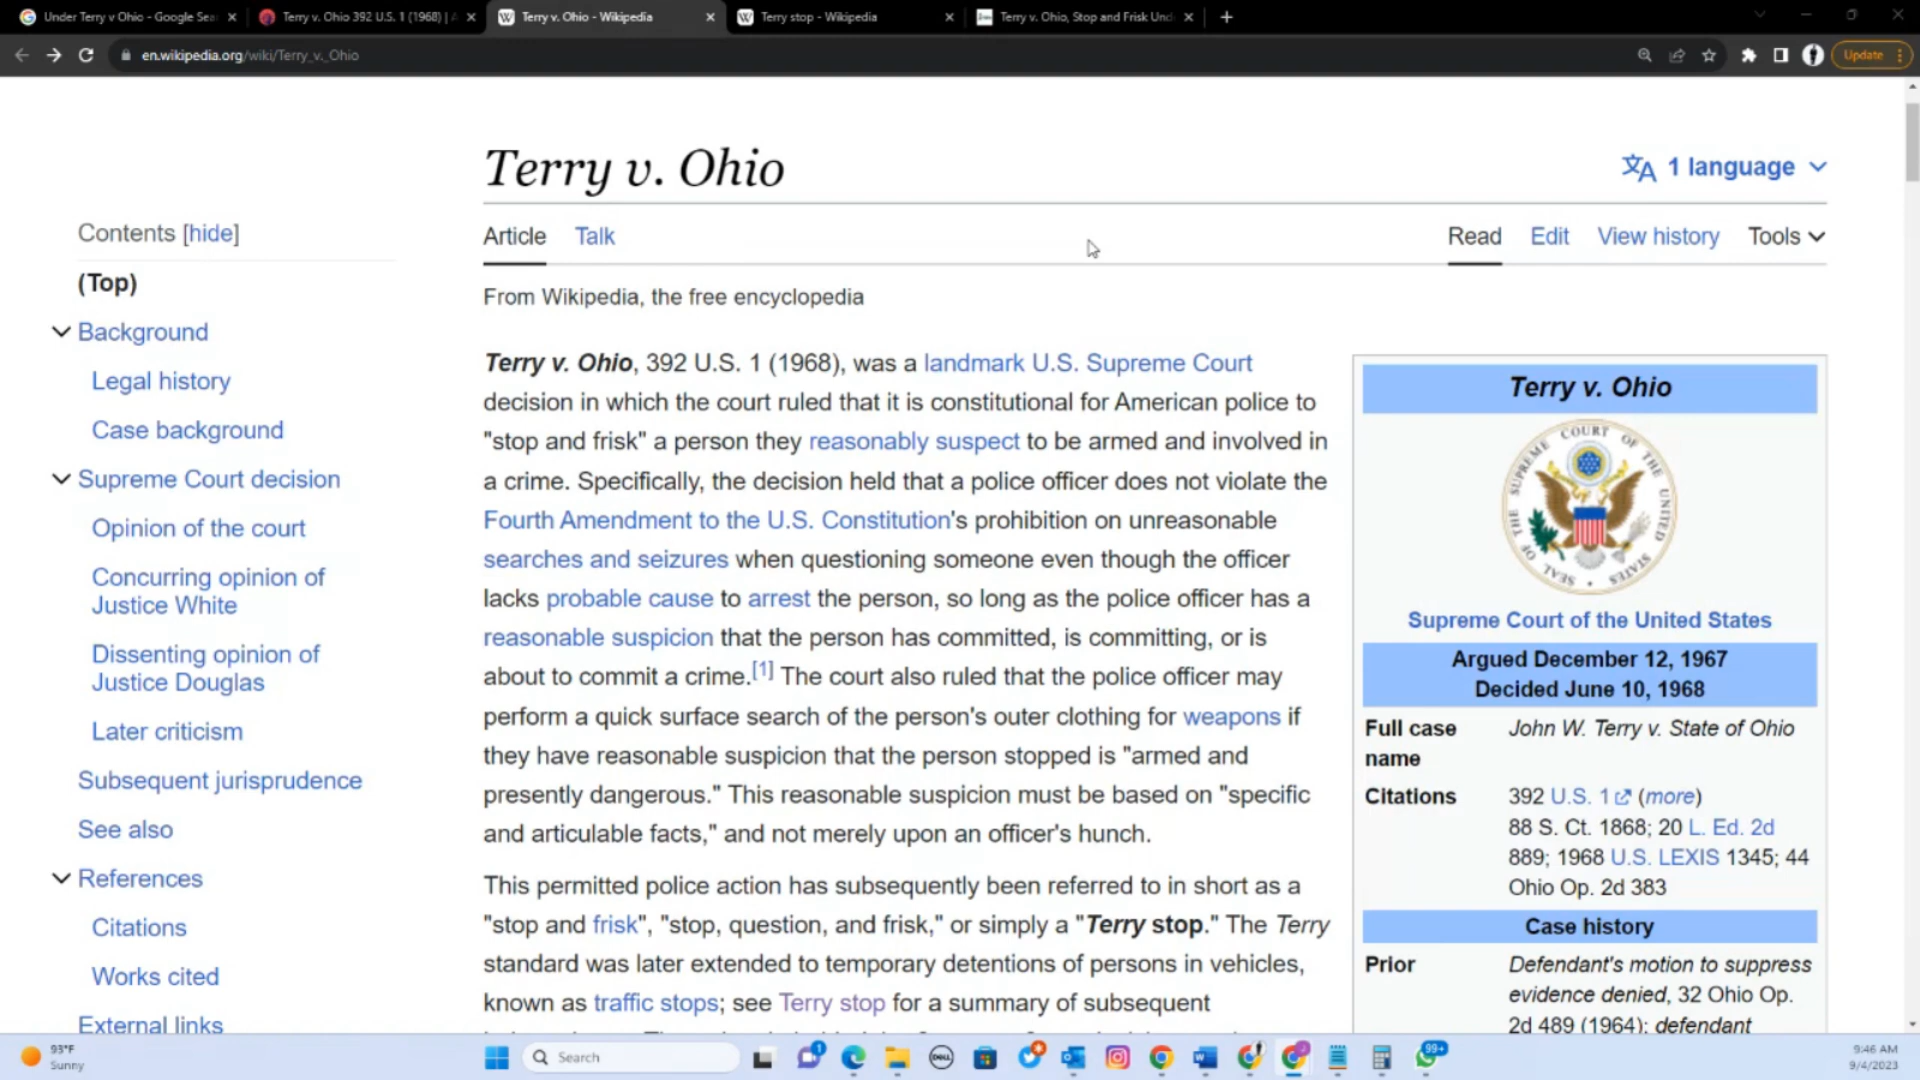 Under Terry v Ohio - Google Sea
Terry v. Ohio 392 U.S. 1 (1968) |
Terry v. Ohio - Wikipedia
Terry stop - Wikipedia
Terry v. Ohio, Stop and Frisk Und
en.wikipedia.org/wiki/Terry_v._Ohio
Update
Terry v. Ohio
1 language
Contents [hide]
Article Talk
Read Edit View history Tools
(Top)
From Wikipedia, the free encyclopedia
Background
Legal history
Case background
Supreme Court decision
Opinion of the court
Concurring opinion of
Justice White
Dissenting opinion of
Justice Douglas
Later criticism
Subsequent jurisprudence
See also
References
Citations
Works cited
External links
Terry v. Ohio, 392 U.S. 1 (1968), was a landmark U.S. Supreme Court
decision in which the court ruled that it is constitutional for American police to
"stop and frisk" a person they reasonably suspect to be armed and involved in
a crime. Specifically, the decision held that a police officer does not violate the
Fourth Amendment to the U.S. Constitution's prohibition on unreasonable
searches and seizures when questioning someone even though the officer
lacks probable cause to arrest the person, so long as the police officer has a
reasonable suspicion that the person has committed, is committing, or is
about to commit a crime.[1] The court also ruled that the police officer may
perform a quick surface search of the person's outer clothing for weapons if
they have reasonable suspicion that the person stopped is "armed and
presently dangerous." This reasonable suspicion must be based on "specific
and articulable facts," and not merely upon an officer's hunch.
This permitted police action has subsequently been referred to in short as a
"stop and frisk", "stop, question, and frisk," or simply a "Terry stop." The Terry
standard was later extended to temporary detentions of persons in vehicles,
known as traffic stops; see Terry stop for a summary of subsequent
Terry v. Ohio
SUPREME COURT OF THE UNITED STATES
SEAL OF THE
Supreme Court of the United States
Argued December 12, 1967
Decided June 10, 1968
Full case name John W. Terry v. State of Ohio
Citations 392 U.S. 1 (more)
88 S. Ct. 1868; 20 L. Ed. 2d
889; 1968 U.S. LEXIS 1345; 44
Ohio Op. 2d 383
Case history
Prior Defendant's motion to suppress
evidence denied, 32 Ohio Op.
2d 489 (1964); defendant
93°F
Sunny
Search
1
DELL
99+
9:46 AM
9/4/2023